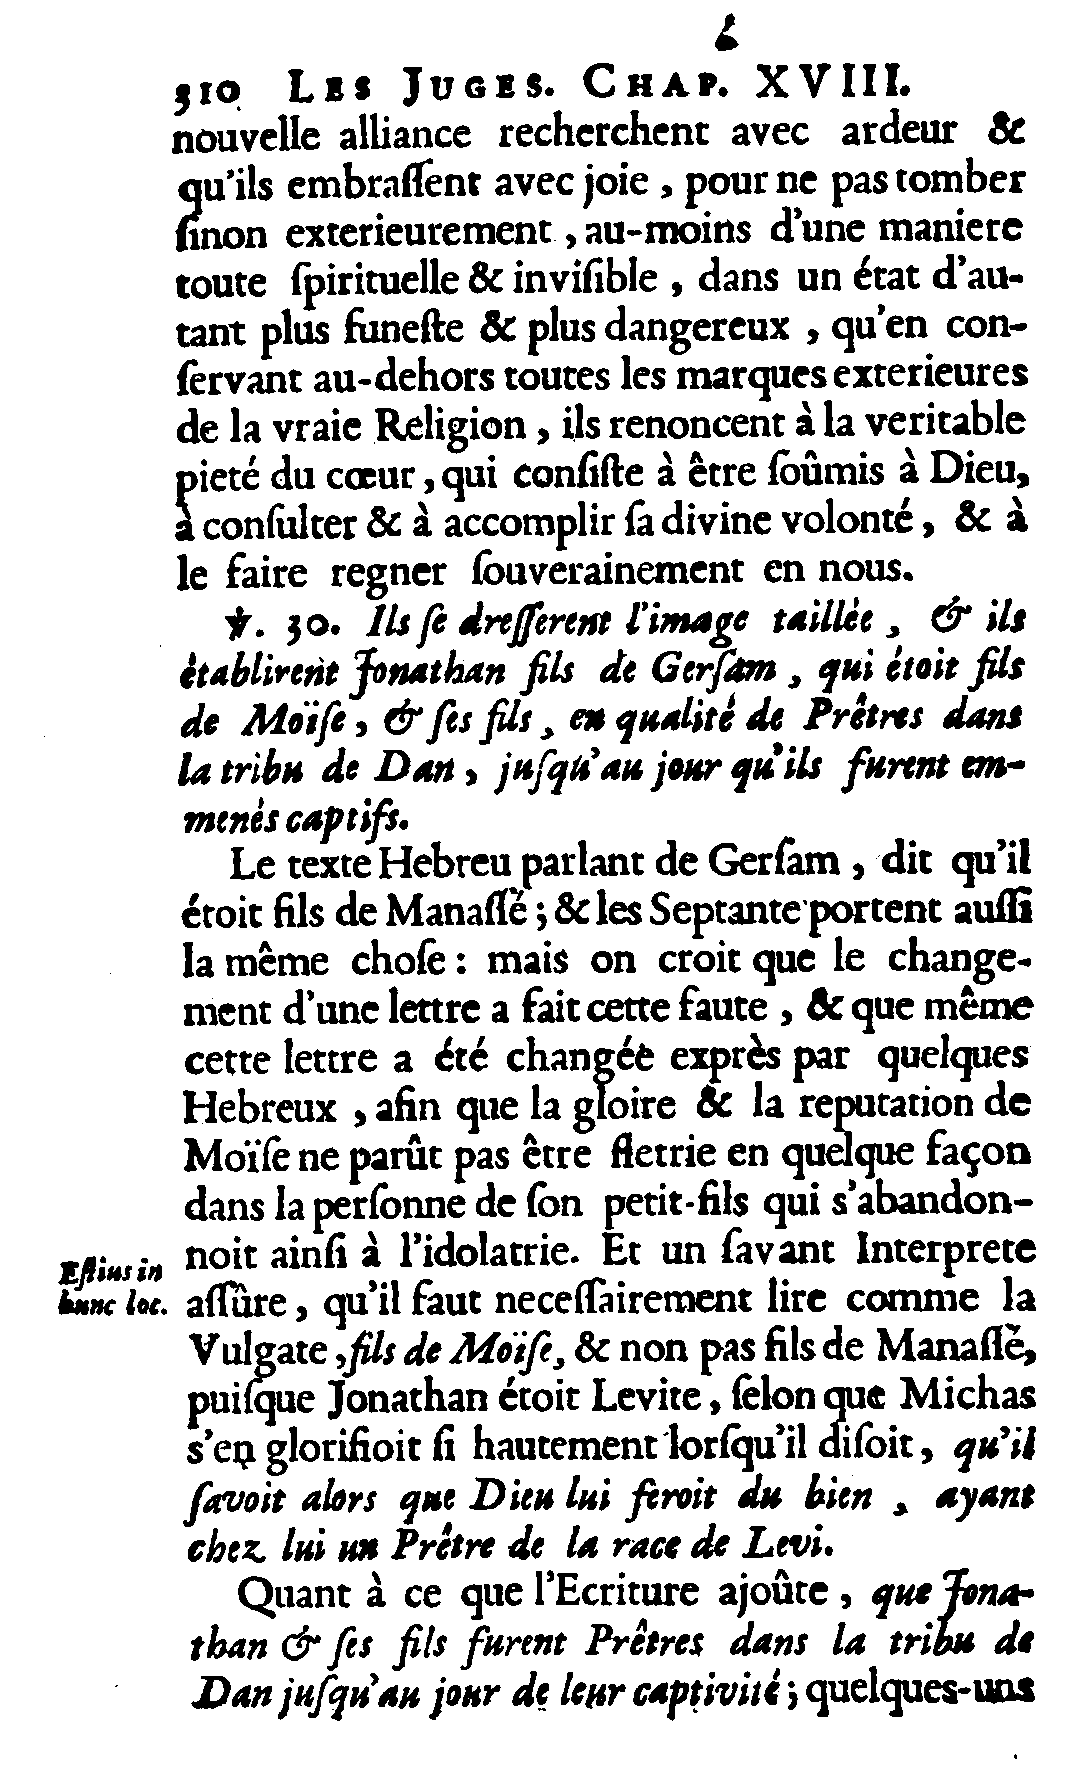 510 LES JUGES. CHAP. XVIII.
nouvelle alliance recherchent avec ardeur &
qu'ils embraſſent avec joie, pour ne pas tomber
ſinon exterieurement, au-moins d'une maniere
toute ſpirituelle & inviſible, dans un état d'au-
tant plus funeſte & plus dangereux, qu'en con-
ſervant au-dehors toutes les marques exterieures
de la vraie Religion, ils renoncent à la veritable
pieté du cœur, qui conſiſte à être ſoûmis à Dieu,
à conſulter & à accomplir ſa divine volonté, & à
le faire regner ſouverainement en nous.
℣. 30. Ils ſe dreſſerent l'image taillée, & ils
établirent Jonathan fils de Gerſam, qui étoit fils
de Moïſe, & ſes fils, en qualité de Prêtres dans
la tribu de Dan, juſqu'au jour qu'ils furent em-
menés captifs.
Le texte Hebreu parlant de Gerſam, dit qu'il
étoit fils de Manaſſé; & les Septante portent auſſi
la même choſe: mais on croit que le change-
ment d'une lettre a fait cette faute, & que même
cette lettre a été changée exprès par quelques
Hebreux, afin que la gloire & la reputation de
Moïſe ne parût pas être fletrie en quelque façon
dans la perſonne de ſon petit-fils qui s'abandon-
noit ainſi à l'idolatrie. Et un ſavant Interprete
Eſtius in
hunc loc.
aſſûre, qu'il faut neceſſairement lire comme la
Vulgate, fils de Moïſe, & non pas fils de Manaſſé,
puiſque Jonathan étoit Levite, ſelon que Michas
s'en glorifioit ſi hautement lorſqu'il diſoit, qu'il
ſavoit alors que Dieu lui feroit du bien, ayant
chez lui un Prêtre de la race de Levi.
Quant à ce que l'Ecriture ajoûte, que Jona-
than & ſes fils furent Prêtres dans la tribu de
Dan juſqu'au jour de leur captivité; quelques-uns